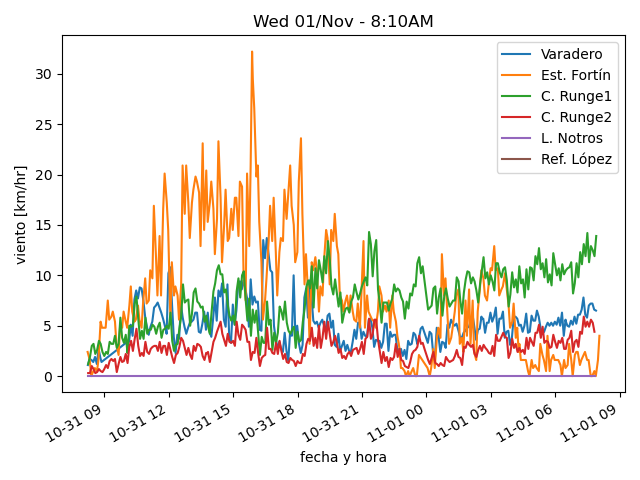 Wed 01/Nov - 8:10AM
Varadero
Est. Fortín
C. Runge1
C. Runge2
L. Notros
Ref. López
viento [km/hr]
30
25
20
15
10
5
0
10-31 09
10-31 12
10-31 15
10-31 18
10-31 21
11-01 00
11-01 03
11-01 06
11-01 09
fecha y hora